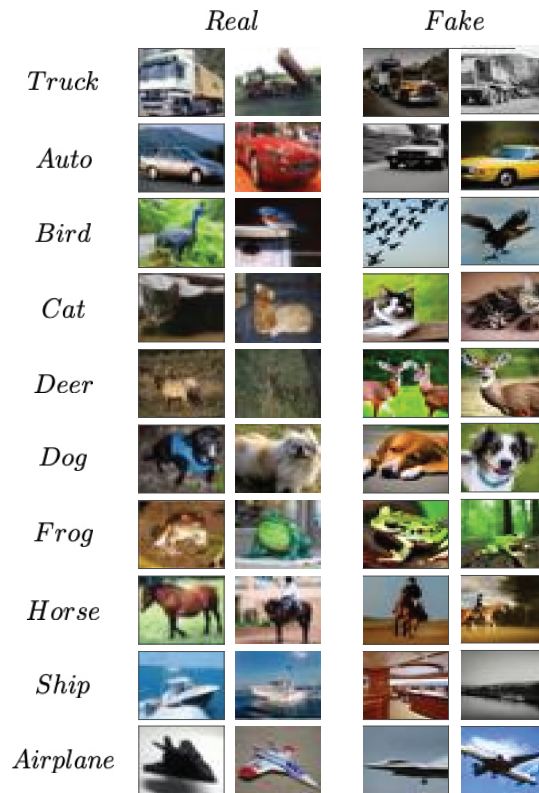 Real Fake
Truck
Auto
Bird
Cat
Deer
Dog
Frog
Horse
Ship
Airplane